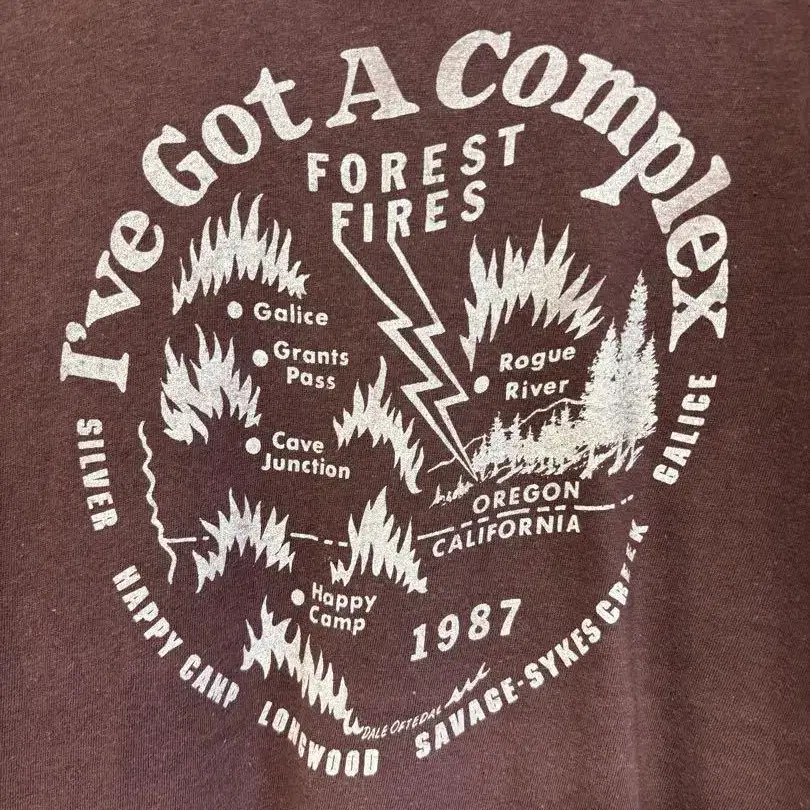 I've Got A Complex
FOREST
FIRES
Galice
Grants
Pass
Rogue
River
Cave
Junction
OREGON
CALIFORNIA
Happy
Camp
1987
DALE OFTEDAL
SILVER
HAPPY CAMP
LONGWOOD
SAVAGE-SYKES CREEK
GALICE